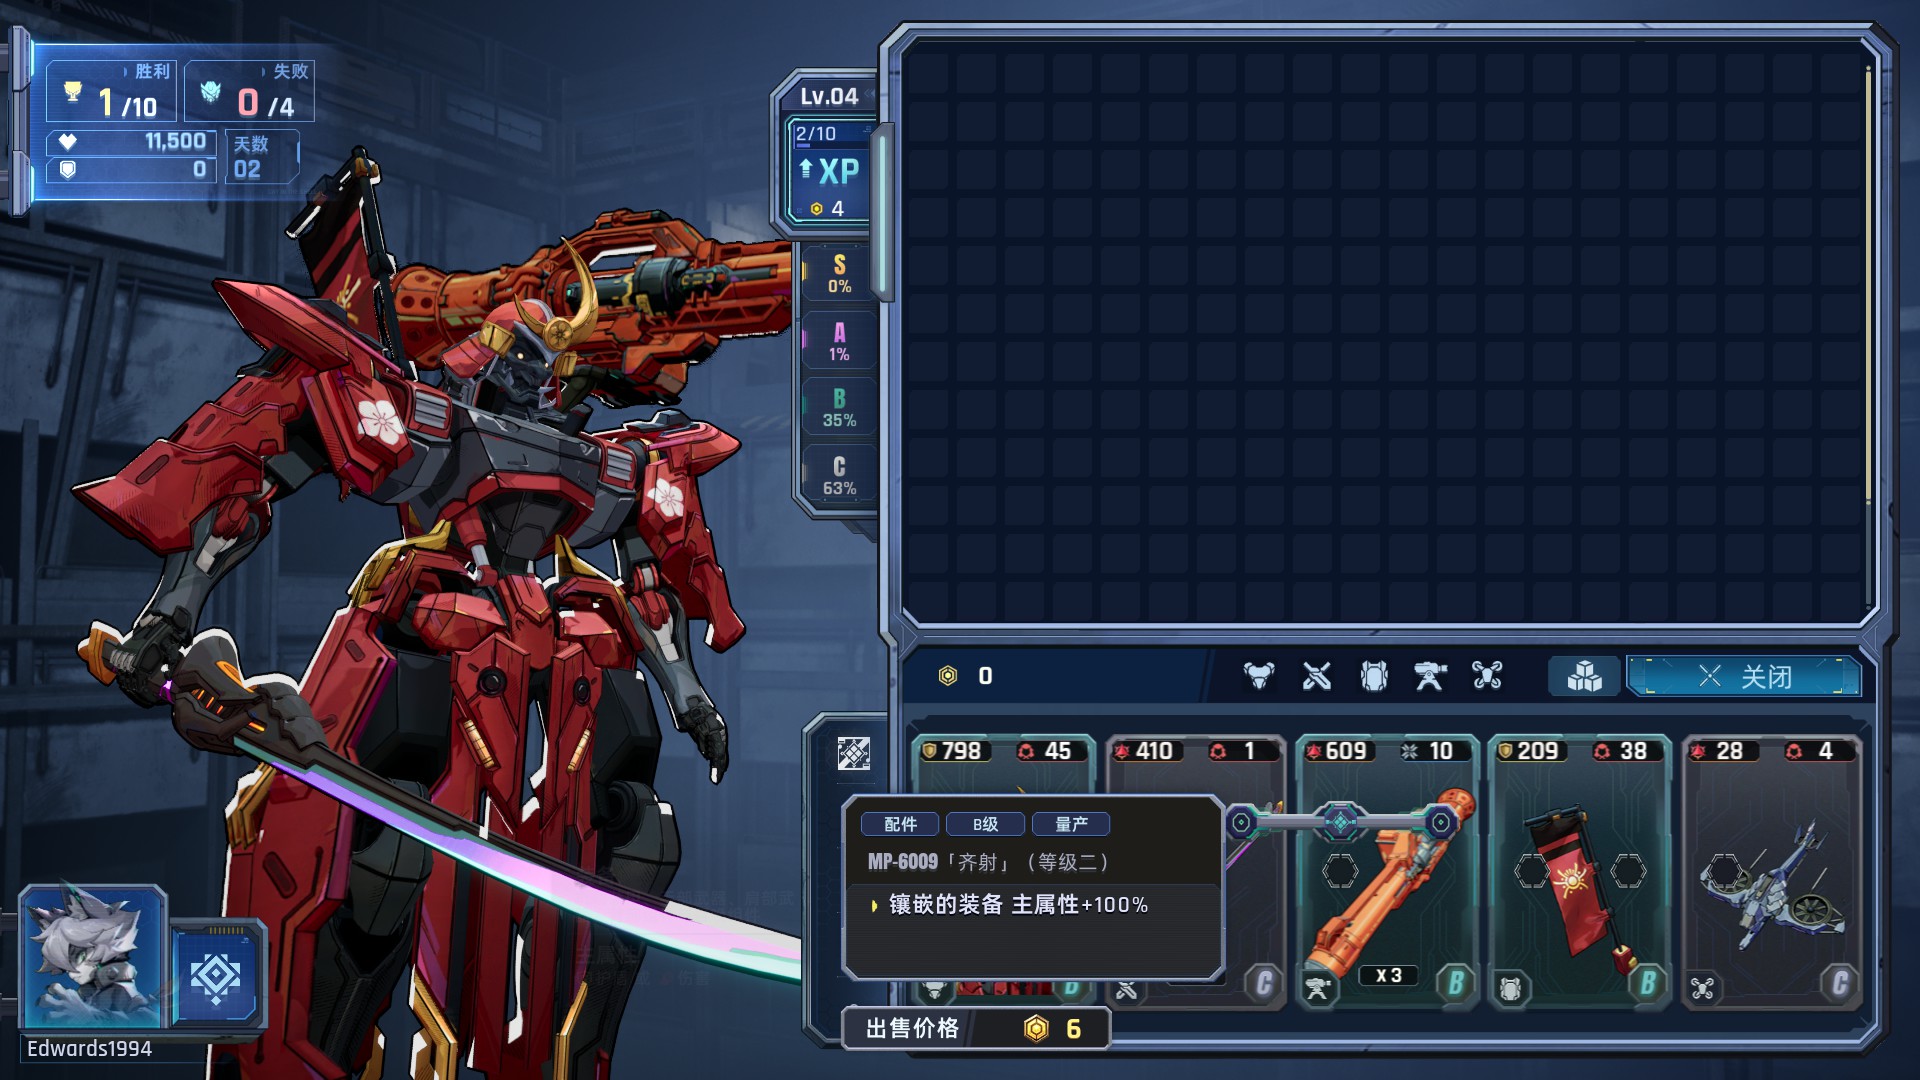 胜利
1/10
失败
0/4
11,500
0
天数
02
Lv.04
2/10
XP
4
S
0%
A
1%
B
35%
C
63%
0
关闭
798 45
410 1
609 10
209 38
28 4
配件 B级 量产
MP-6009「齐射」（等级二）
镶嵌的装备 主属性+100%
x3
B
C
B
B
C
出售价格 6
Edwards1994